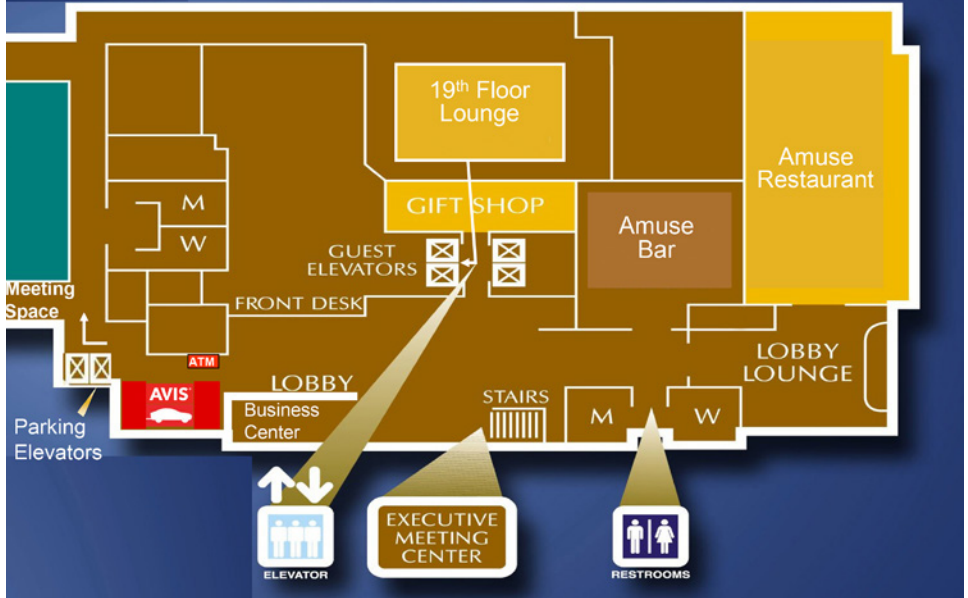 19th Floor
Lounge
Amuse
Restaurant
M
GIFT SHOP
W
Amuse
Bar
GUEST
ELEVATORS
Meeting
Space
FRONT DESK
ATM
LOBBY
LOUNGE
AVIS
LOBBY
STAIRS
Business
Center
M
W
Parking
Elevators
EXECUTIVE
MEETING
CENTER
ELEVATOR
RESTROOMS